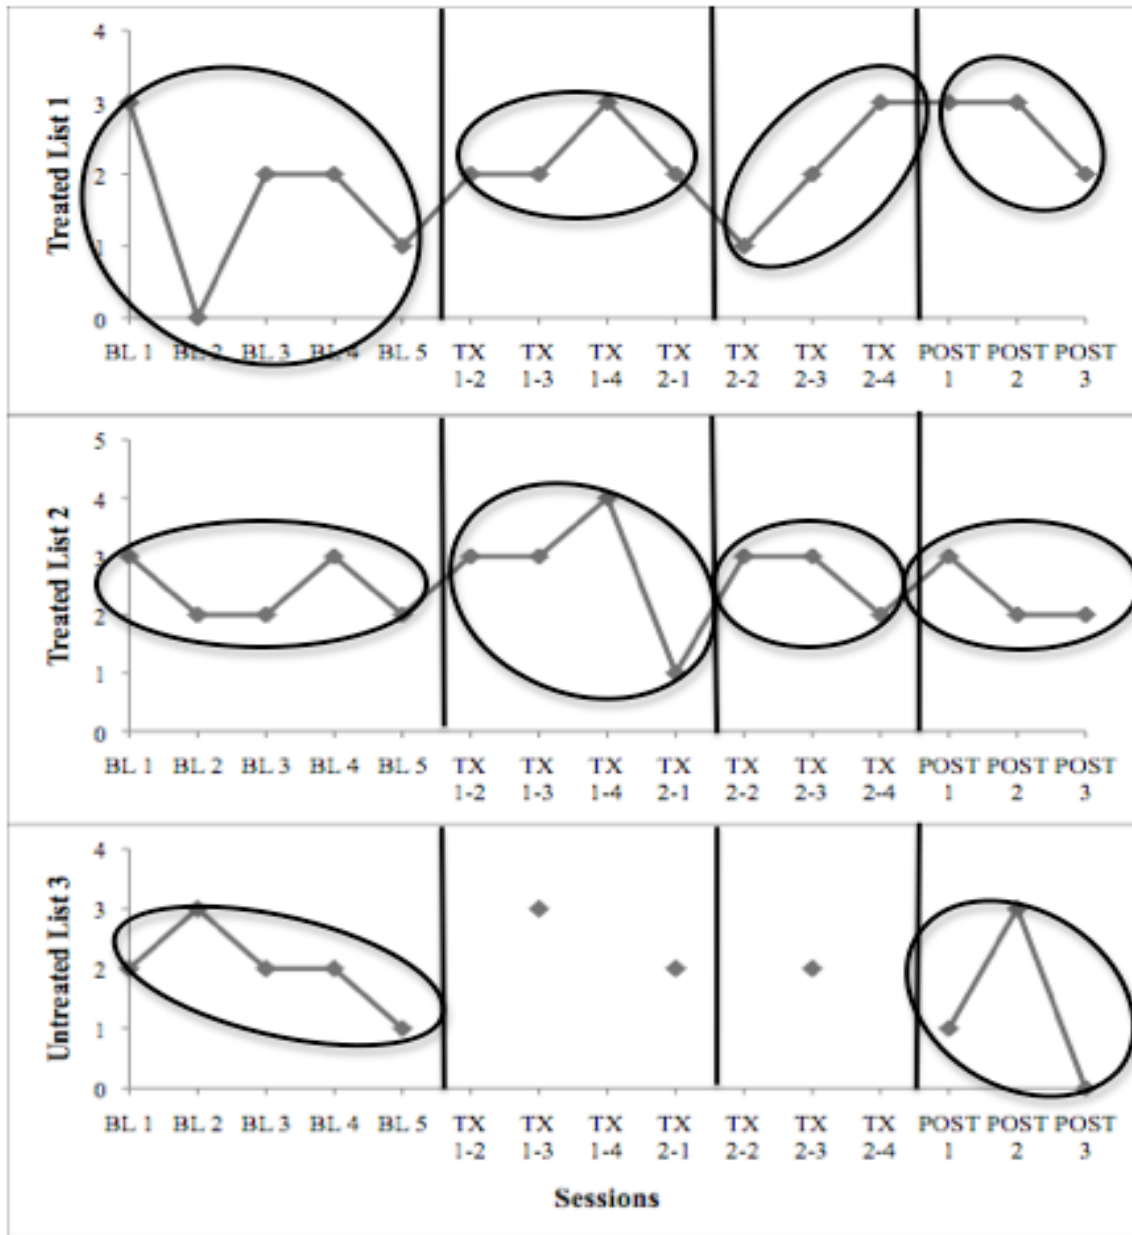 Treated List 1
4
3
2
1
0
BL 1 BL 2 BL 3 BL 4 BL 5 TX TX TX TX TX TX TX POST POST POST
1-2 1-3 1-4 2-1 2-2 2-3 2-4 1 2 3
Treated List 2
5
4
3
2
1
0
BL 1 BL 2 BL 3 BL 4 BL 5 TX TX TX TX TX TX TX POST POST POST
1-2 1-3 1-4 2-1 2-2 2-3 2-4 1 2 3
Untreated List 3
4
3
2
1
0
BL 1 BL 2 BL 3 BL 4 BL 5 TX TX TX TX TX TX TX POST POST POST
1-2 1-3 1-4 2-1 2-2 2-3 2-4 1 2 3
Sessions